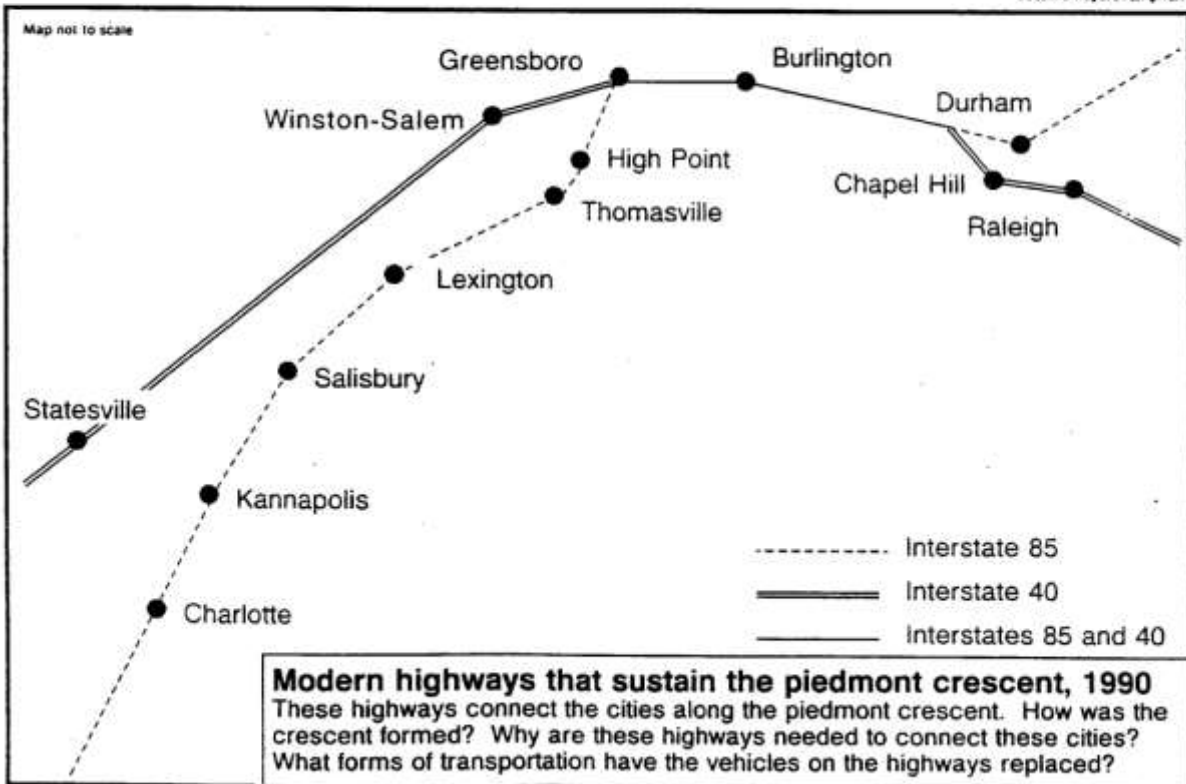 Map not to scale
Greensboro
Burlington
Winston-Salem
Durham
High Point
Chapel Hill
Thomasville
Raleigh
Lexington
Salisbury
Statesville
Kannapolis
Charlotte
Interstate 85
Interstate 40
Interstates 85 and 40
Modern highways that sustain the piedmont crescent, 1990
These highways connect the cities along the piedmont crescent. How was the
crescent formed? Why are these highways needed to connect these cities?
What forms of transportation have the vehicles on the highways replaced?